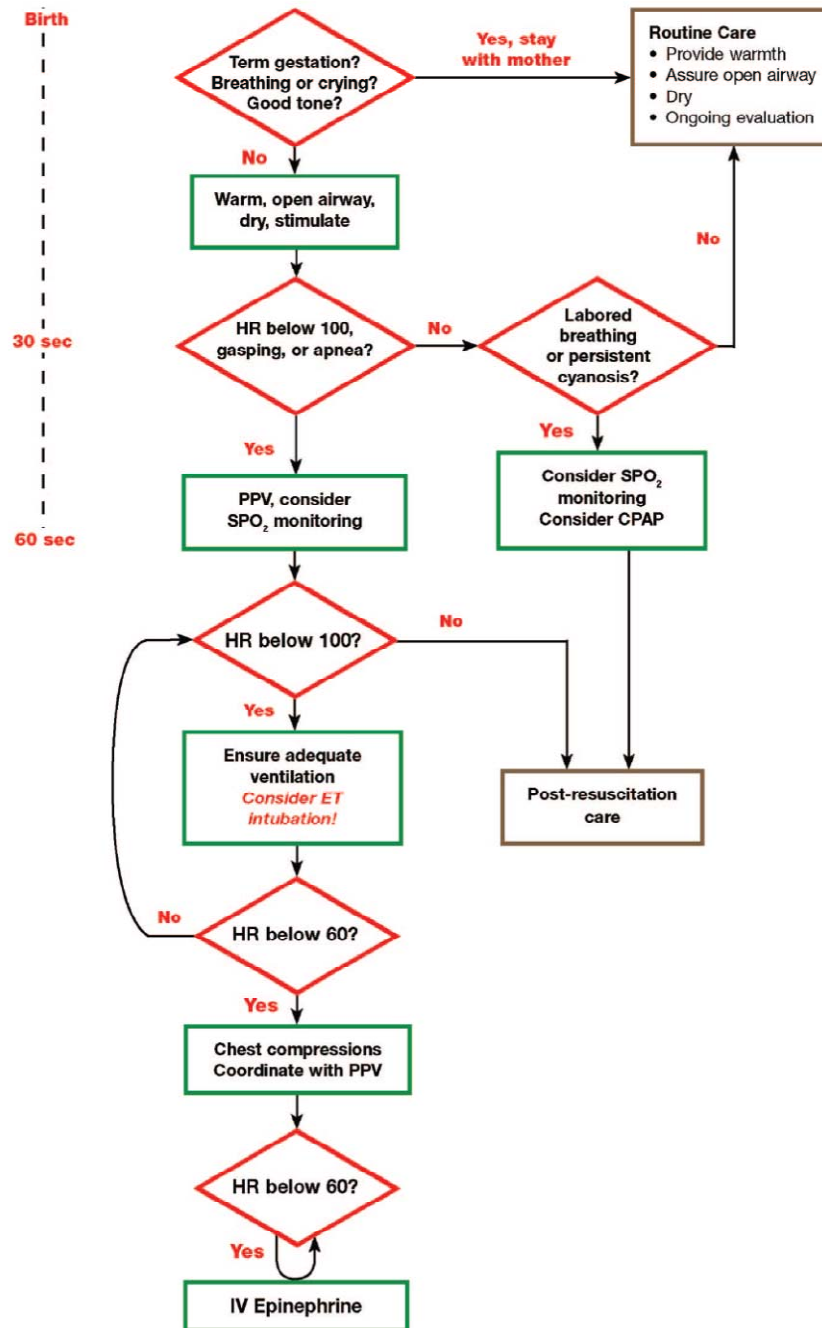 Birth
Term gestation?
Breathing or crying?
Good tone?
Yes, stay
with mother
Routine Care
• Provide warmth
• Assure open airway
• Dry
• Ongoing evaluation
No
Warm, open airway,
dry, stimulate
No
30 sec
HR below 100,
gasping, or apnea?
No
Labored
breathing
or persistent
cyanosis?
Yes
Yes
PPV, consider
SPO₂ monitoring
Consider SPO₂
monitoring
Consider CPAP
60 sec
HR below 100?
No
Yes
Ensure adequate
ventilation
Consider ET
intubation!
Post-resuscitation
care
No
HR below 60?
Yes
Chest compressions
Coordinate with PPV
HR below 60?
Yes
IV Epinephrine